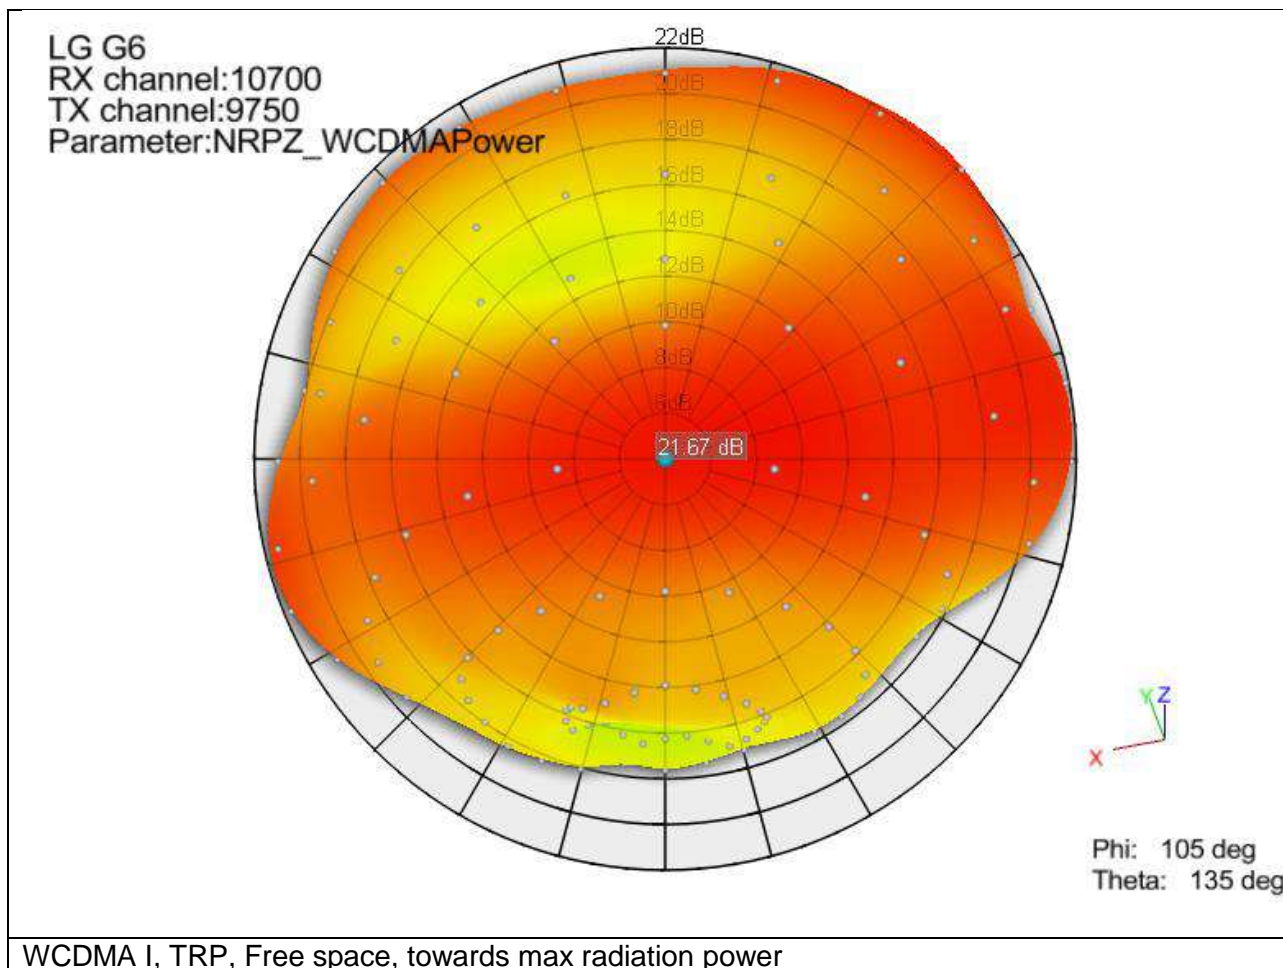 LG G6
RX channel:10700
TX channel:9750
Parameter:NRPZ_WCDMAPower
22dB
20dB
18dB
16dB
14dB
12dB
10dB
8dB
6dB
21.67 dB
Y Z
X
Phi: 105 deg
Theta: 135 deg
WCDMA I, TRP, Free space, towards max radiation power